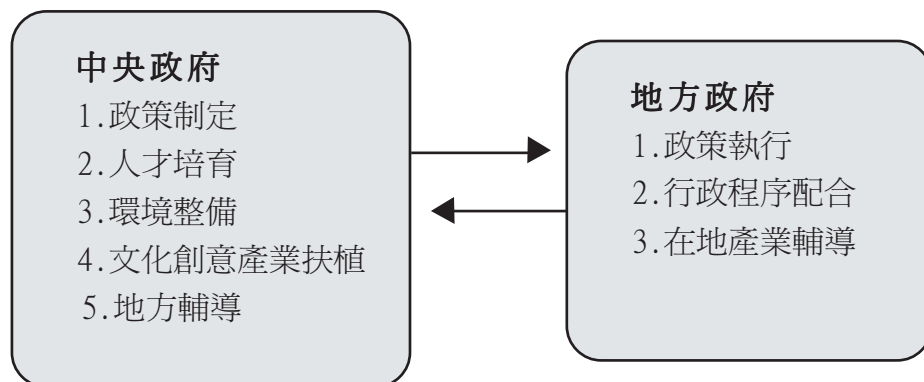 中央政府
1.政策制定
2.人才培育
3.環境整備
4.文化創意產業扶植
5.地方輔導
地方政府
1.政策執行
2.行政程序配合
3.在地產業輔導